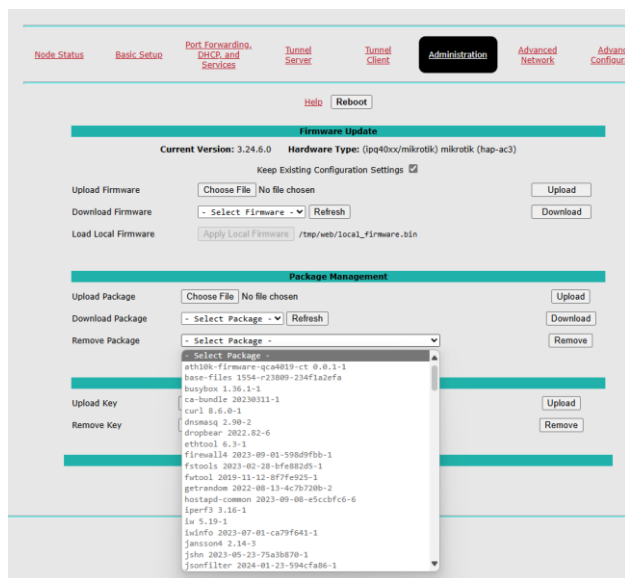 Node Status
Basic Setup
Port Forwarding,
DHCP, and
Services
Tunnel
Server
Tunnel
Client
Administration
Advanced
Network
Advanc
Configura
Help Reboot
Firmware Update
Current Version: 3.24.6.0 Hardware Type: (ipq40xx/mikrotik) mikrotik (hap-ac3)
Keep Existing Configuration Settings
Upload Firmware Choose File No file chosen Upload
Download Firmware - Select Firmware - Refresh Download
Load Local Firmware Apply Local Firmware /tmp/web/local_firmware.bin
Package Management
Upload Package Choose File No file chosen Upload
Download Package - Select Package - Refresh Download
Remove Package - Select Package - Remove
- Select Package -
ath10k-firmware-qca4019-ct 0.0.1-1
base-files 1554-r23809-234f1a2efa
busybox 1.36.1-1
ca-bundle 20230311-1
curl 8.6.0-1
dnsmasq 2.90-2
dropbear 2022.82-6
ethtool 6.3-1
firewall4 2023-09-01-598d9fbb-1
fstools 2023-02-28-bfe882d5-1
fwtool 2019-11-12-8f7fe925-1
getrandom 2022-08-13-4c7b720b-2
hostapd-common 2023-09-08-e5ccbfc6-6
iperf3 3.16-1
iw 5.19-1
iwinfo 2023-07-01-ca79f641-1
jansson4 2.14-3
jshn 2023-05-23-75a3b870-1
jsonfilter 2024-01-23-594cfa86-1
Upload Key Upload
Remove Key Remove